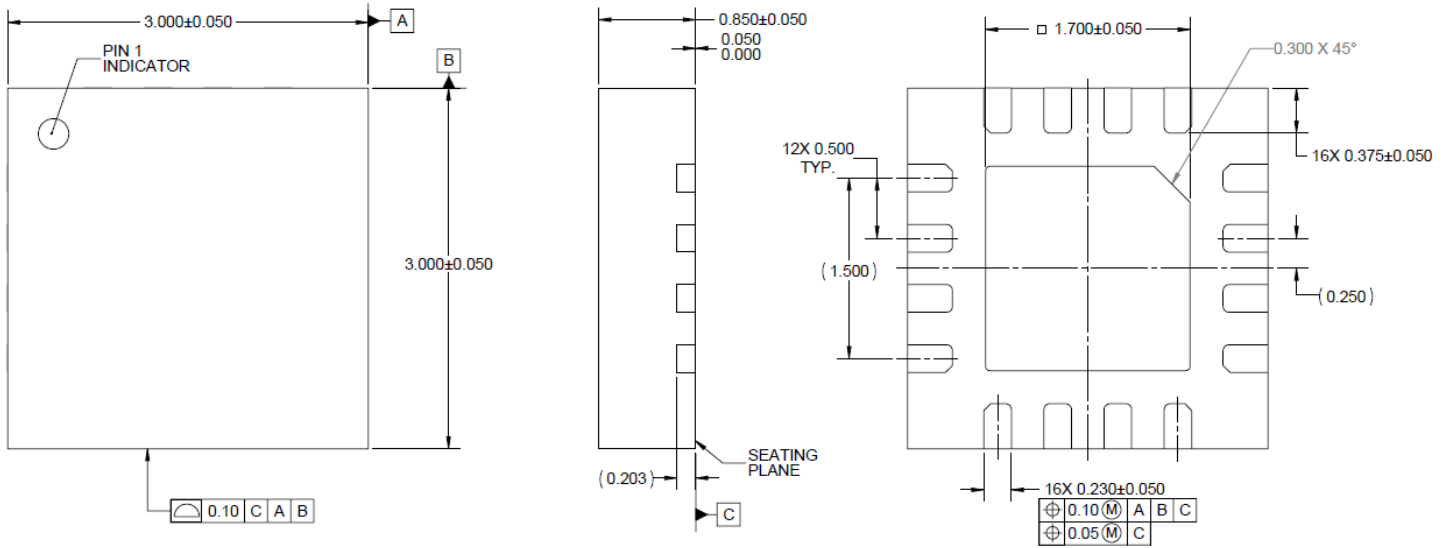 3.000±0.050
A
PIN 1
INDICATOR
B
3.000±0.050
0.10 C A B
0.850±0.050
0.050
0.000
(0.203)
SEATING
PLANE
C
□ 1.700±0.050
0.300 X 45°
12X 0.500
TYP.
16X 0.375±0.050
(1.500)
(0.250)
16X 0.230±0.050
⌖ 0.10 Ⓜ A B C
⌖ 0.05 Ⓜ C